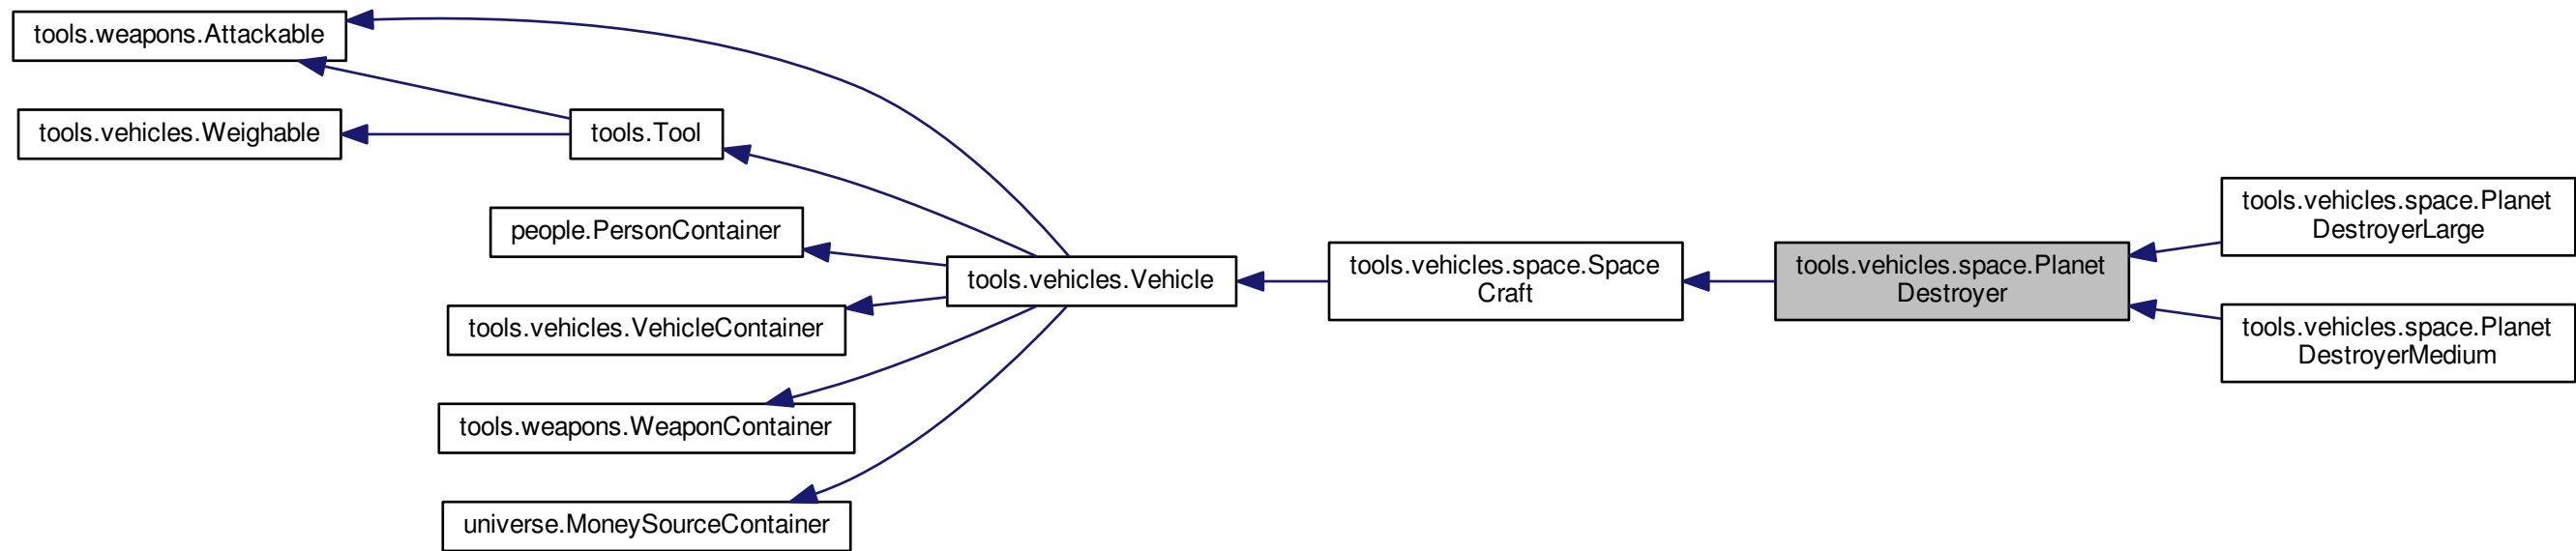 tools.weapons.Attackable
tools.vehicles.Weighable
tools.Tool
people.PersonContainer
tools.vehicles.VehicleContainer
tools.weapons.WeaponContainer
universe.MoneySourceContainer
tools.vehicles.Vehicle
tools.vehicles.space.Space
Craft
tools.vehicles.space.Planet
Destroyer
tools.vehicles.space.Planet
DestroyerLarge
tools.vehicles.space.Planet
DestroyerMedium